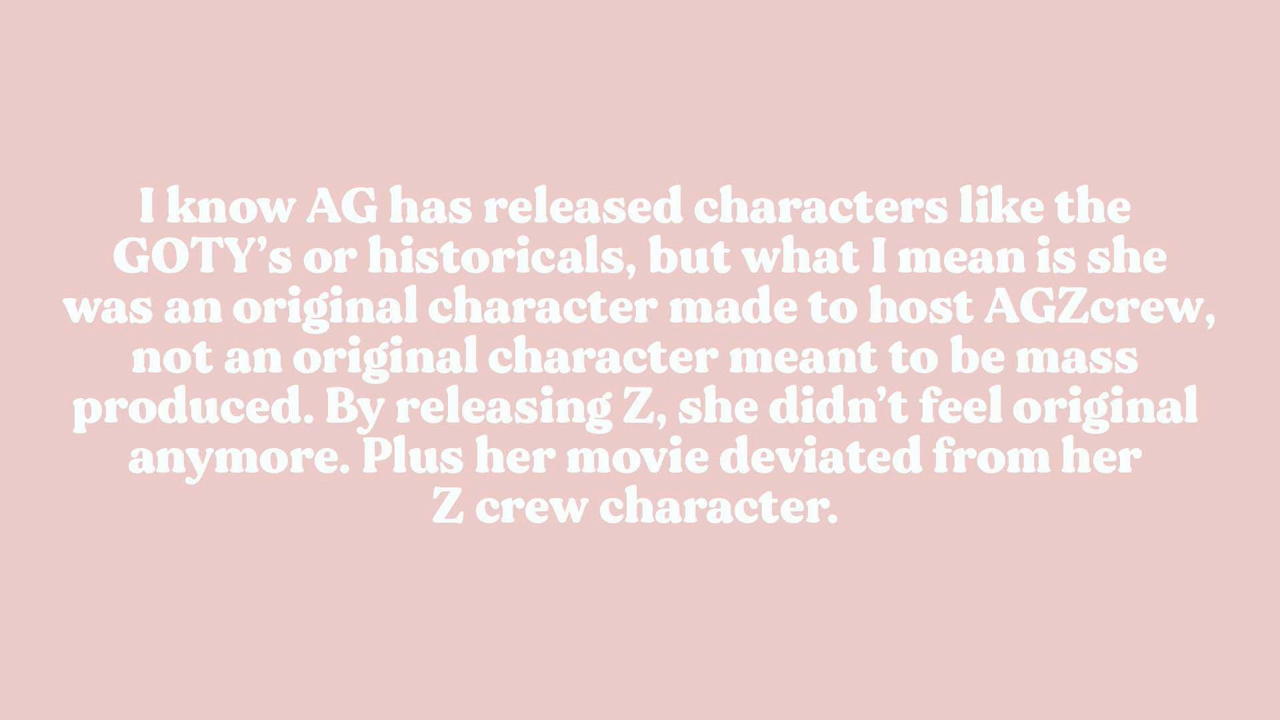 I know AG has released characters like the
GOTY’s or historicals, but what I mean is she
was an original character made to host AGZcrew,
not an original character meant to be mass
produced. By releasing Z, she didn’t feel original
anymore. Plus her movie deviated from her
Z crew character.